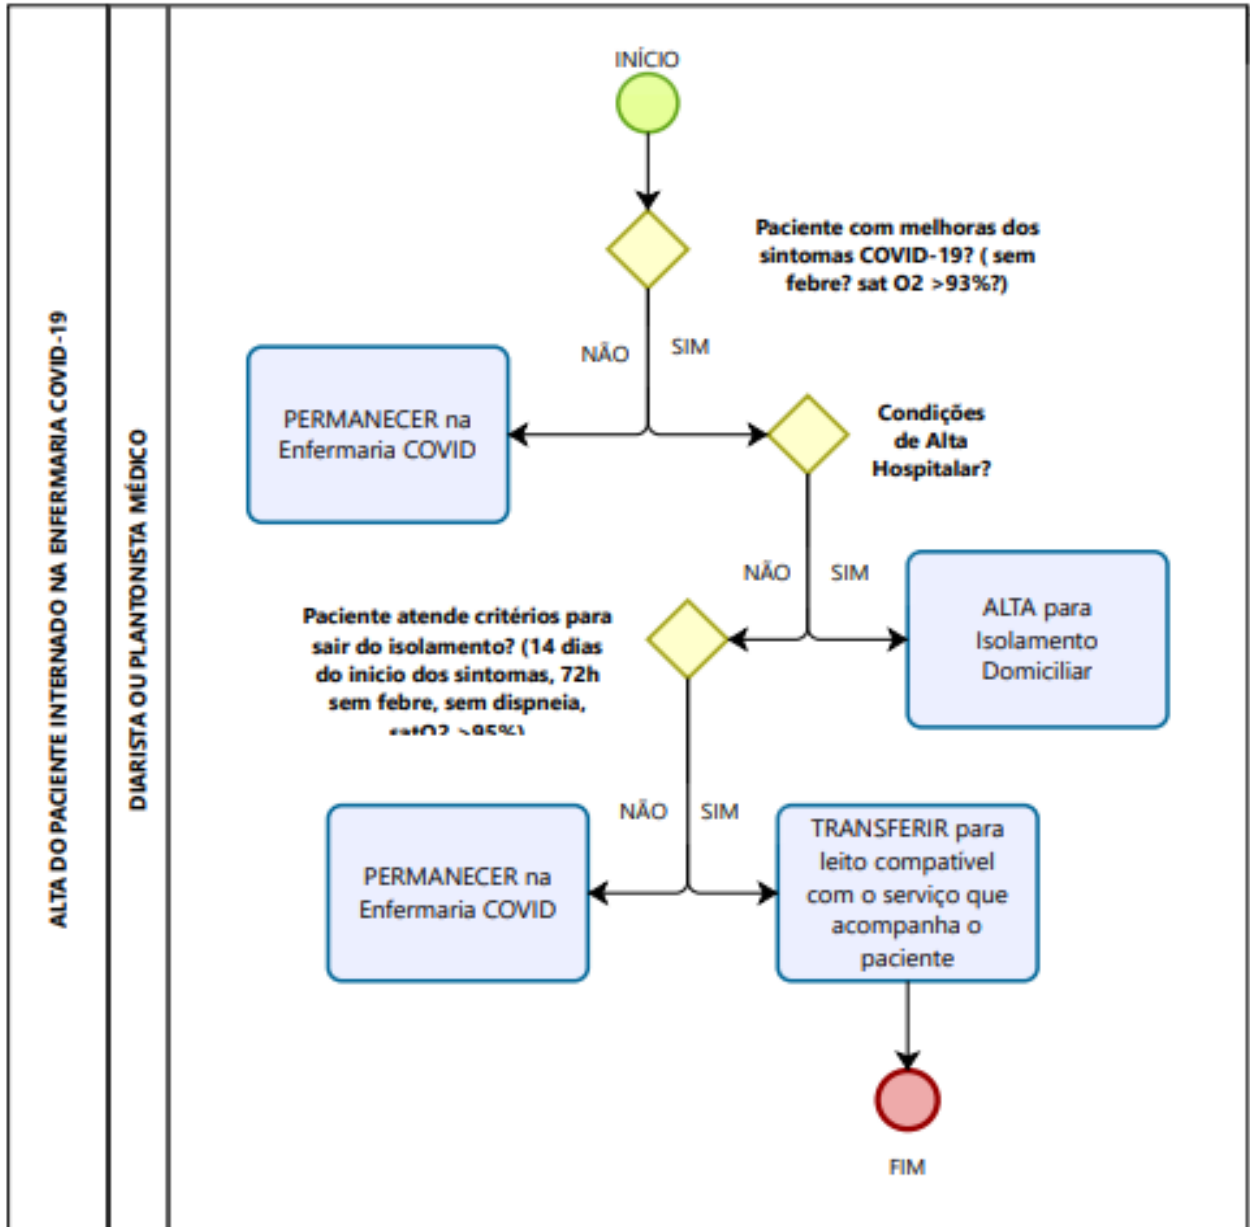 ALTA DO PACIENTE INTERNADO NA ENFERMARIA COVID-19
DIARISTA OU PLANTONISTA MÉDICO
INÍCIO
Paciente com melhoras dos
sintomas COVID-19? ( sem
febre? sat O2 >93%?)
NÃO
SIM
PERMANECER na
Enfermaria COVID
Condições
de Alta
Hospitalar?
NÃO
SIM
ALTA para
Isolamento
Domiciliar
Paciente atende critérios para
sair do isolamento? (14 dias
do inicio dos sintomas, 72h
sem febre, sem dispneia,
satO2 >95%)
NÃO
SIM
PERMANECER na
Enfermaria COVID
TRANSFERIR para
leito compatível
com o serviço que
acompanha o
paciente
FIM